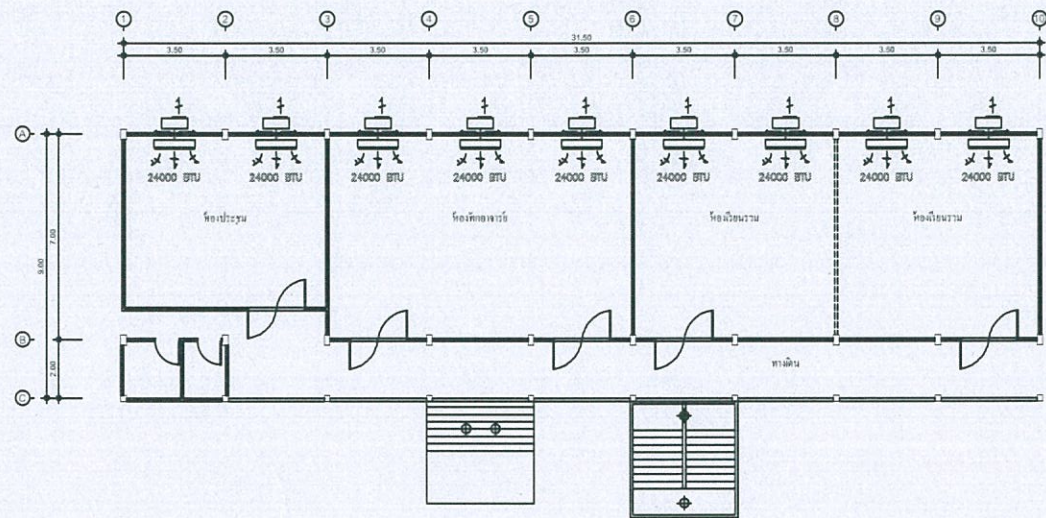 1 2 3 4 5 6 7 8 9 10
31.50
3.50 3.50 3.50 3.50 3.50 3.50 3.50 3.50 3.50
A
24000 BTU 24000 BTU 24000 BTU 24000 BTU 24000 BTU 24000 BTU 24000 BTU 24000 BTU 24000 BTU
ห้องประชุม ห้องพักอาจารย์ ห้องเรียนรวม ห้องเรียนรวม
7.00
9.00
B
2.00
ทางเดิน
C